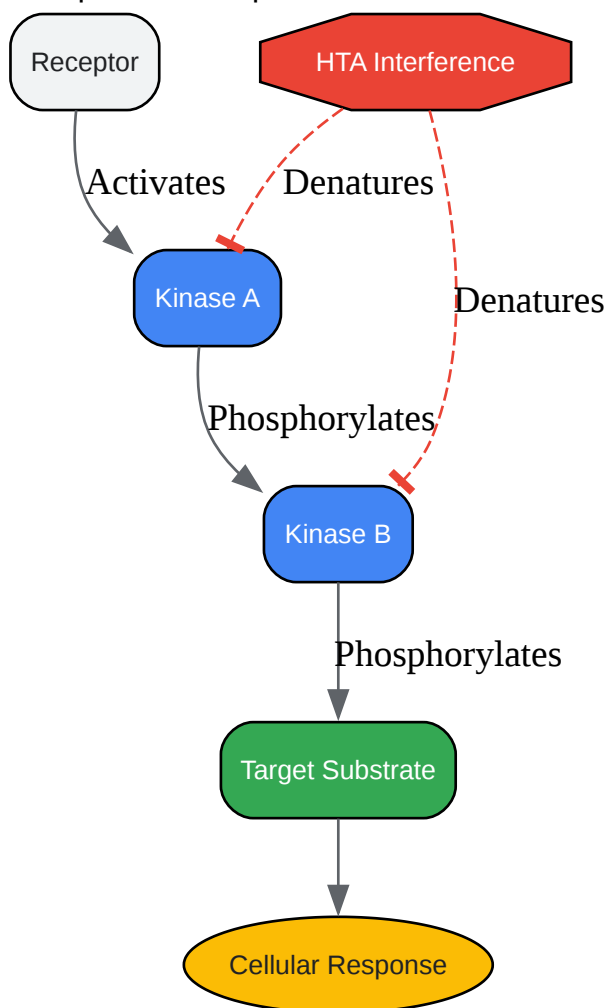 Receptor
HTA Interference
Activates
Denatures
Kinase A
Denatures
Phosphorylates
Kinase B
Phosphorylates
Target Substrate
Cellular Response